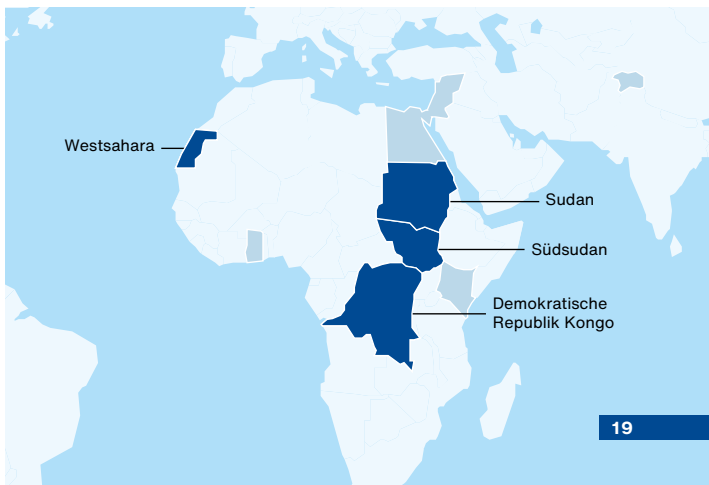 Westsahara
Sudan
Südsudan
Demokratische
Republik Kongo
19